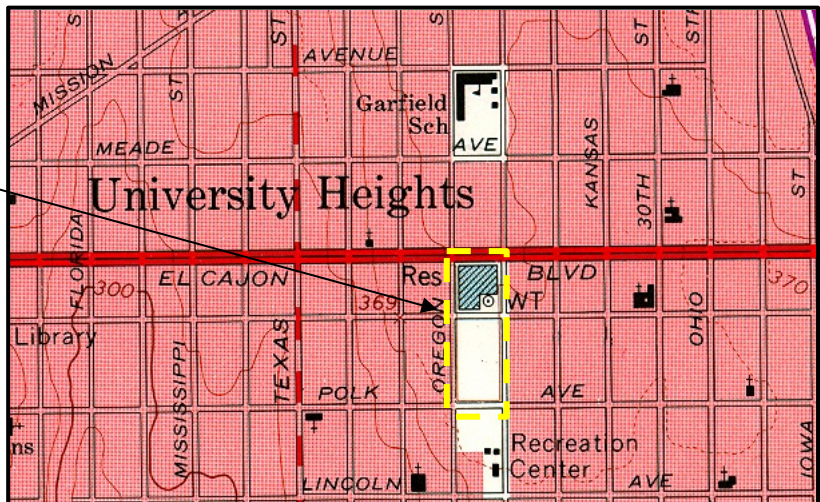 ST
ST
S
ST
AVENUE
MISSION
ST
Garfield
Sch
AVE
MEADE
KANSAS
30TH
ST
University Heights
FLORIDA
EL CAJON
Res
BLVD
300
369
WT
370
OREGON
OHIO
Library
TEXAS
MISSISSIPPI
POLK
AVE
ns
Recreation
Center
LINCOLN
AVE
IOWA